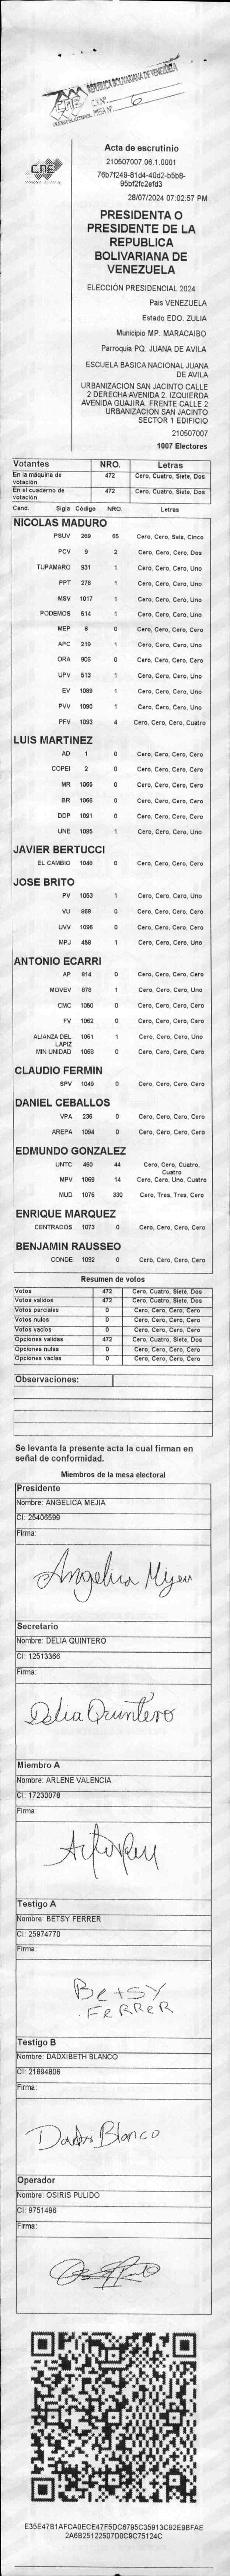 REPÚBLICA BOLIVARIANA DE VENEZUELA
CNE
6
CNE
Acta de escrutinio
210507007.06.1.0001
76b7f249-81d4-40d2-b5b8-
95bf2fc2efd3
28/07/2024 07:02:57 PM
PRESIDENTA O
PRESIDENTE DE LA
REPUBLICA
BOLIVARIANA DE
VENEZUELA
ELECCIÓN PRESIDENCIAL 2024
Pais VENEZUELA
Estado EDO. ZULIA
Municipio MP. MARACAIBO
Parroquia PQ. JUANA DE AVILA
ESCUELA BASICA NACIONAL JUANA
DE AVILA
URBANIZACION SAN JACINTO CALLE
2 DERECHA AVENIDA 2. IZQUIERDA
AVENIDA GUAJIRA. FRENTE CALLE 2
URBANIZACION SAN JACINTO
SECTOR 1 EDIFICIO
210507007
1007 Electores
Votantes NRO. Letras
En la máquina de votación 472 Cero, Cuatro, Siete, Dos
En el cuaderno de votación 472 Cero, Cuatro, Siete, Dos
Cand. Sigla Código NRO. Letras
NICOLAS MADURO
PSUV 269 65 Cero, Cero, Seis, Cinco
PCV 9 2 Cero, Cero, Cero, Dos
TUPAMARO 931 1 Cero, Cero, Cero, Uno
PPT 276 1 Cero, Cero, Cero, Uno
MSV 1017 1 Cero, Cero, Cero, Uno
PODEMOS 514 1 Cero, Cero, Cero, Uno
MEP 6 0 Cero, Cero, Cero, Cero
APC 219 1 Cero, Cero, Cero, Uno
ORA 906 0 Cero, Cero, Cero, Cero
UPV 513 1 Cero, Cero, Cero, Uno
EV 1089 1 Cero, Cero, Cero, Uno
PVV 1090 1 Cero, Cero, Cero, Uno
PFV 1093 4 Cero, Cero, Cero, Cuatro
LUIS MARTINEZ
AD 1 0 Cero, Cero, Cero, Cero
COPEI 2 0 Cero, Cero, Cero, Cero
MR 1065 0 Cero, Cero, Cero, Cero
BR 1066 0 Cero, Cero, Cero, Cero
DDP 1091 0 Cero, Cero, Cero, Cero
UNE 1095 1 Cero, Cero, Cero, Uno
JAVIER BERTUCCI
EL CAMBIO 1048 0 Cero, Cero, Cero, Cero
JOSE BRITO
PV 1053 1 Cero, Cero, Cero, Uno
VU 868 0 Cero, Cero, Cero, Cero
UVV 1096 0 Cero, Cero, Cero, Cero
MPJ 458 1 Cero, Cero, Cero, Uno
ANTONIO ECARRI
AP 814 0 Cero, Cero, Cero, Cero
MOVEV 878 1 Cero, Cero, Cero, Uno
CMC 1050 0 Cero, Cero, Cero, Cero
FV 1062 0 Cero, Cero, Cero, Cero
ALIANZA DEL LAPIZ 1051 1 Cero, Cero, Cero, Uno
MIN UNIDAD 1068 0 Cero, Cero, Cero, Cero
CLAUDIO FERMIN
SPV 1049 0 Cero, Cero, Cero, Cero
DANIEL CEBALLOS
VPA 236 0 Cero, Cero, Cero, Cero
AREPA 1094 0 Cero, Cero, Cero, Cero
EDMUNDO GONZALEZ
UNTC 460 44 Cero, Cero, Cuatro, Cuatro
MPV 1069 14 Cero, Cero, Uno, Cuatro
MUD 1075 330 Cero, Tres, Tres, Cero
ENRIQUE MARQUEZ
CENTRADOS 1073 0 Cero, Cero, Cero, Cero
BENJAMIN RAUSSEO
CONDE 1092 0 Cero, Cero, Cero, Cero
Resumen de votos
Votos 472 Cero, Cuatro, Siete, Dos
Votos validos 472 Cero, Cuatro, Siete, Dos
Votos parciales 0 Cero, Cero, Cero, Cero
Votos nulos 0 Cero, Cero, Cero, Cero
Votos vacios 0 Cero, Cero, Cero, Cero
Opciones validas 472 Cero, Cuatro, Siete, Dos
Opciones nulas 0 Cero, Cero, Cero, Cero
Opciones vacias 0 Cero, Cero, Cero, Cero
Observaciones:
Se levanta la presente acta la cual firman en
señal de conformidad.
Miembros de la mesa electoral
Presidente
Nombre: ANGELICA MEJIA
CI: 25406599
Firma:
Secretario
Nombre: DELIA QUINTERO
CI: 12513366
Firma:
Delia Quintero
Miembro A
Nombre: ARLENE VALENCIA
CI: 17230078
Firma:
Testigo A
Nombre: BETSY FERRER
CI: 25974770
Firma:
BetSY
FeRReR
Testigo B
Nombre: DADXIBETH BLANCO
CI: 21694806
Firma:
Blanco
Operador
Nombre: OSIRIS PULIDO
CI: 9751496
Firma:
E35E47B1AFCA0ECE47F5DC6795C35913C92E9BFAE
2A6B25122507D0C9C75124C